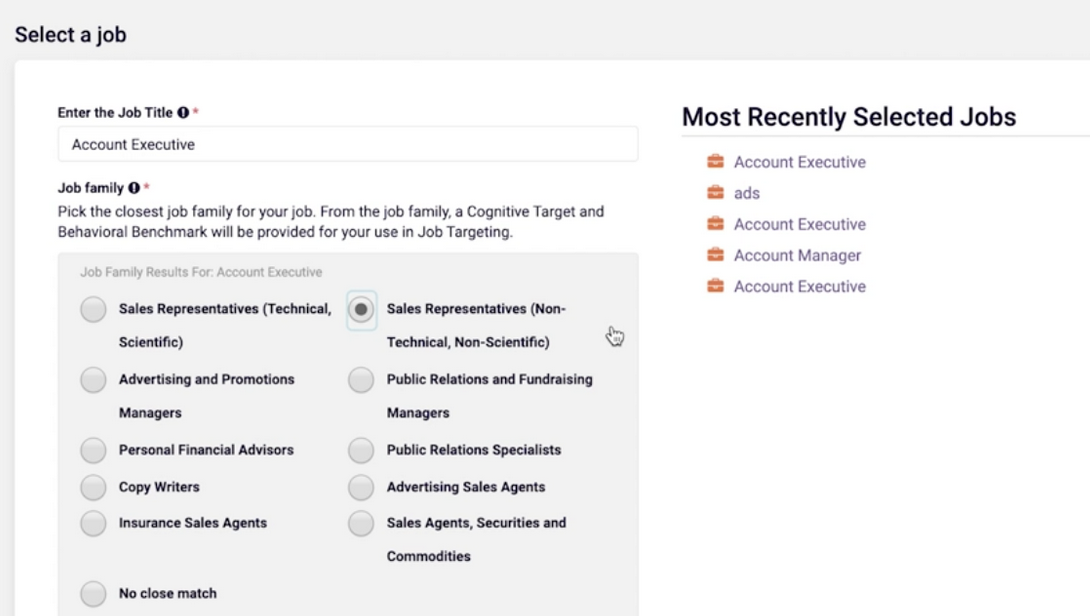 Select a job
Enter the Job Title *
Account Executive
Job family *
Pick the closest job family for your job. From the job family, a Cognitive Target and
Behavioral Benchmark will be provided for your use in Job Targeting.
Job Family Results For: Account Executive
Sales Representatives (Technical,
Scientific)
Sales Representatives (Non-
Technical, Non-Scientific)
Advertising and Promotions
Managers
Public Relations and Fundraising
Managers
Personal Financial Advisors
Public Relations Specialists
Copy Writers
Advertising Sales Agents
Insurance Sales Agents
Sales Agents, Securities and
Commodities
No close match
Most Recently Selected Jobs
Account Executive
ads
Account Executive
Account Manager
Account Executive